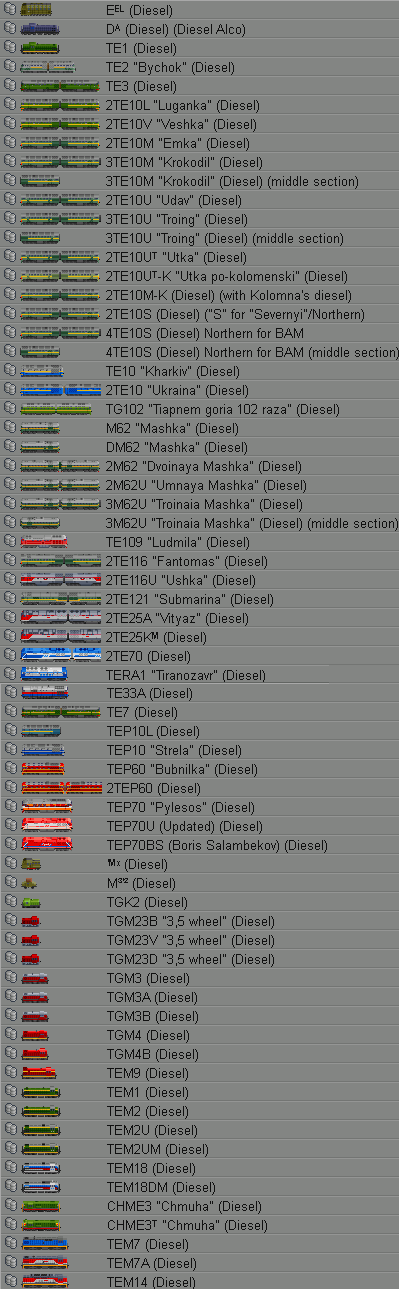 Eᴱᴸ (Diesel)
Dᴬ (Diesel) (Diesel Alco)
TE1 (Diesel)
TE2 "Bychok" (Diesel)
TE3 (Diesel)
2TE10L "Luganka" (Diesel)
2TE10V "Veshka" (Diesel)
2TE10M "Emka" (Diesel)
3TE10M "Krokodil" (Diesel)
3TE10M "Krokodil" (Diesel) (middle section)
2TE10U "Udav" (Diesel)
3TE10U "Troing" (Diesel)
3TE10U "Troing" (Diesel) (middle section)
2TE10Uᵀ "Utka" (Diesel)
2TE10Uᵀ-K "Utka po-kolomenski" (Diesel)
2TE10M-K (Diesel) (with Kolomna's diesel)
2TE10S (Diesel) ("S" for "Severnyi"/Northern)
4TE10S (Diesel) Northern for BAM
4TE10S (Diesel) Northern for BAM (middle section)
TE10 "Kharkiv" (Diesel)
2TE10 "Ukraina" (Diesel)
TG102 "Tiapnem goria 102 raza" (Diesel)
M62 "Mashka" (Diesel)
DM62 "Mashka" (Diesel)
2M62 "Dvoinaya Mashka" (Diesel)
2M62U "Umnaya Mashka" (Diesel)
3M62U "Troinaia Mashka" (Diesel)
3M62U "Troinaia Mashka" (Diesel) (middle section)
TE109 "Ludmila" (Diesel)
2TE116 "Fantomas" (Diesel)
2TE116U "Ushka" (Diesel)
2TE121 "Submarina" (Diesel)
2TE25A "Vityaz" (Diesel)
2TE25Kᴹ (Diesel)
2TE70 (Diesel)
TERA1 "Tiranozavr" (Diesel)
TE33A (Diesel)
TE7 (Diesel)
TEP10L (Diesel)
TEP10 "Strela" (Diesel)
TEP60 "Bubnilka" (Diesel)
2TEP60 (Diesel)
TEP70 "Pylesos" (Diesel)
TEP70U (Updated) (Diesel)
TEP70BS (Boris Salambekov) (Diesel)
ᴹˣ (Diesel)
M³'² (Diesel)
TGK2 (Diesel)
TGM23B "3,5 wheel" (Diesel)
TGM23V "3,5 wheel" (Diesel)
TGM23D "3,5 wheel" (Diesel)
TGM3 (Diesel)
TGM3A (Diesel)
TGM3B (Diesel)
TGM4 (Diesel)
TGM4B (Diesel)
TEM9 (Diesel)
TEM1 (Diesel)
TEM2 (Diesel)
TEM2U (Diesel)
TEM2UM (Diesel)
TEM18 (Diesel)
TEM18DM (Diesel)
CHME3 "Chmuha" (Diesel)
CHME3ᵀ "Chmuha" (Diesel)
TEM7 (Diesel)
TEM7A (Diesel)
TEM14 (Diesel)